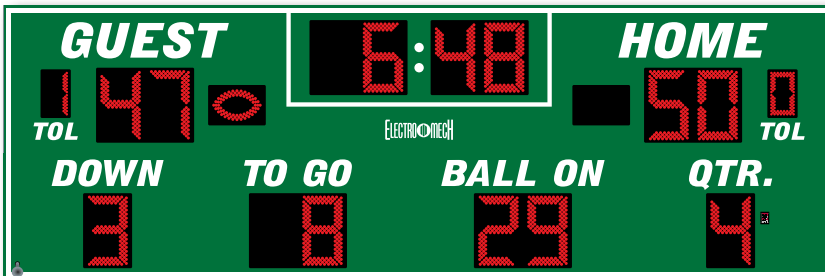 GUEST 6:48 HOME
1 47 50 0
TOL ELECTRO-MECH TOL
DOWN TO GO BALL ON QTR.
3 8 29 4